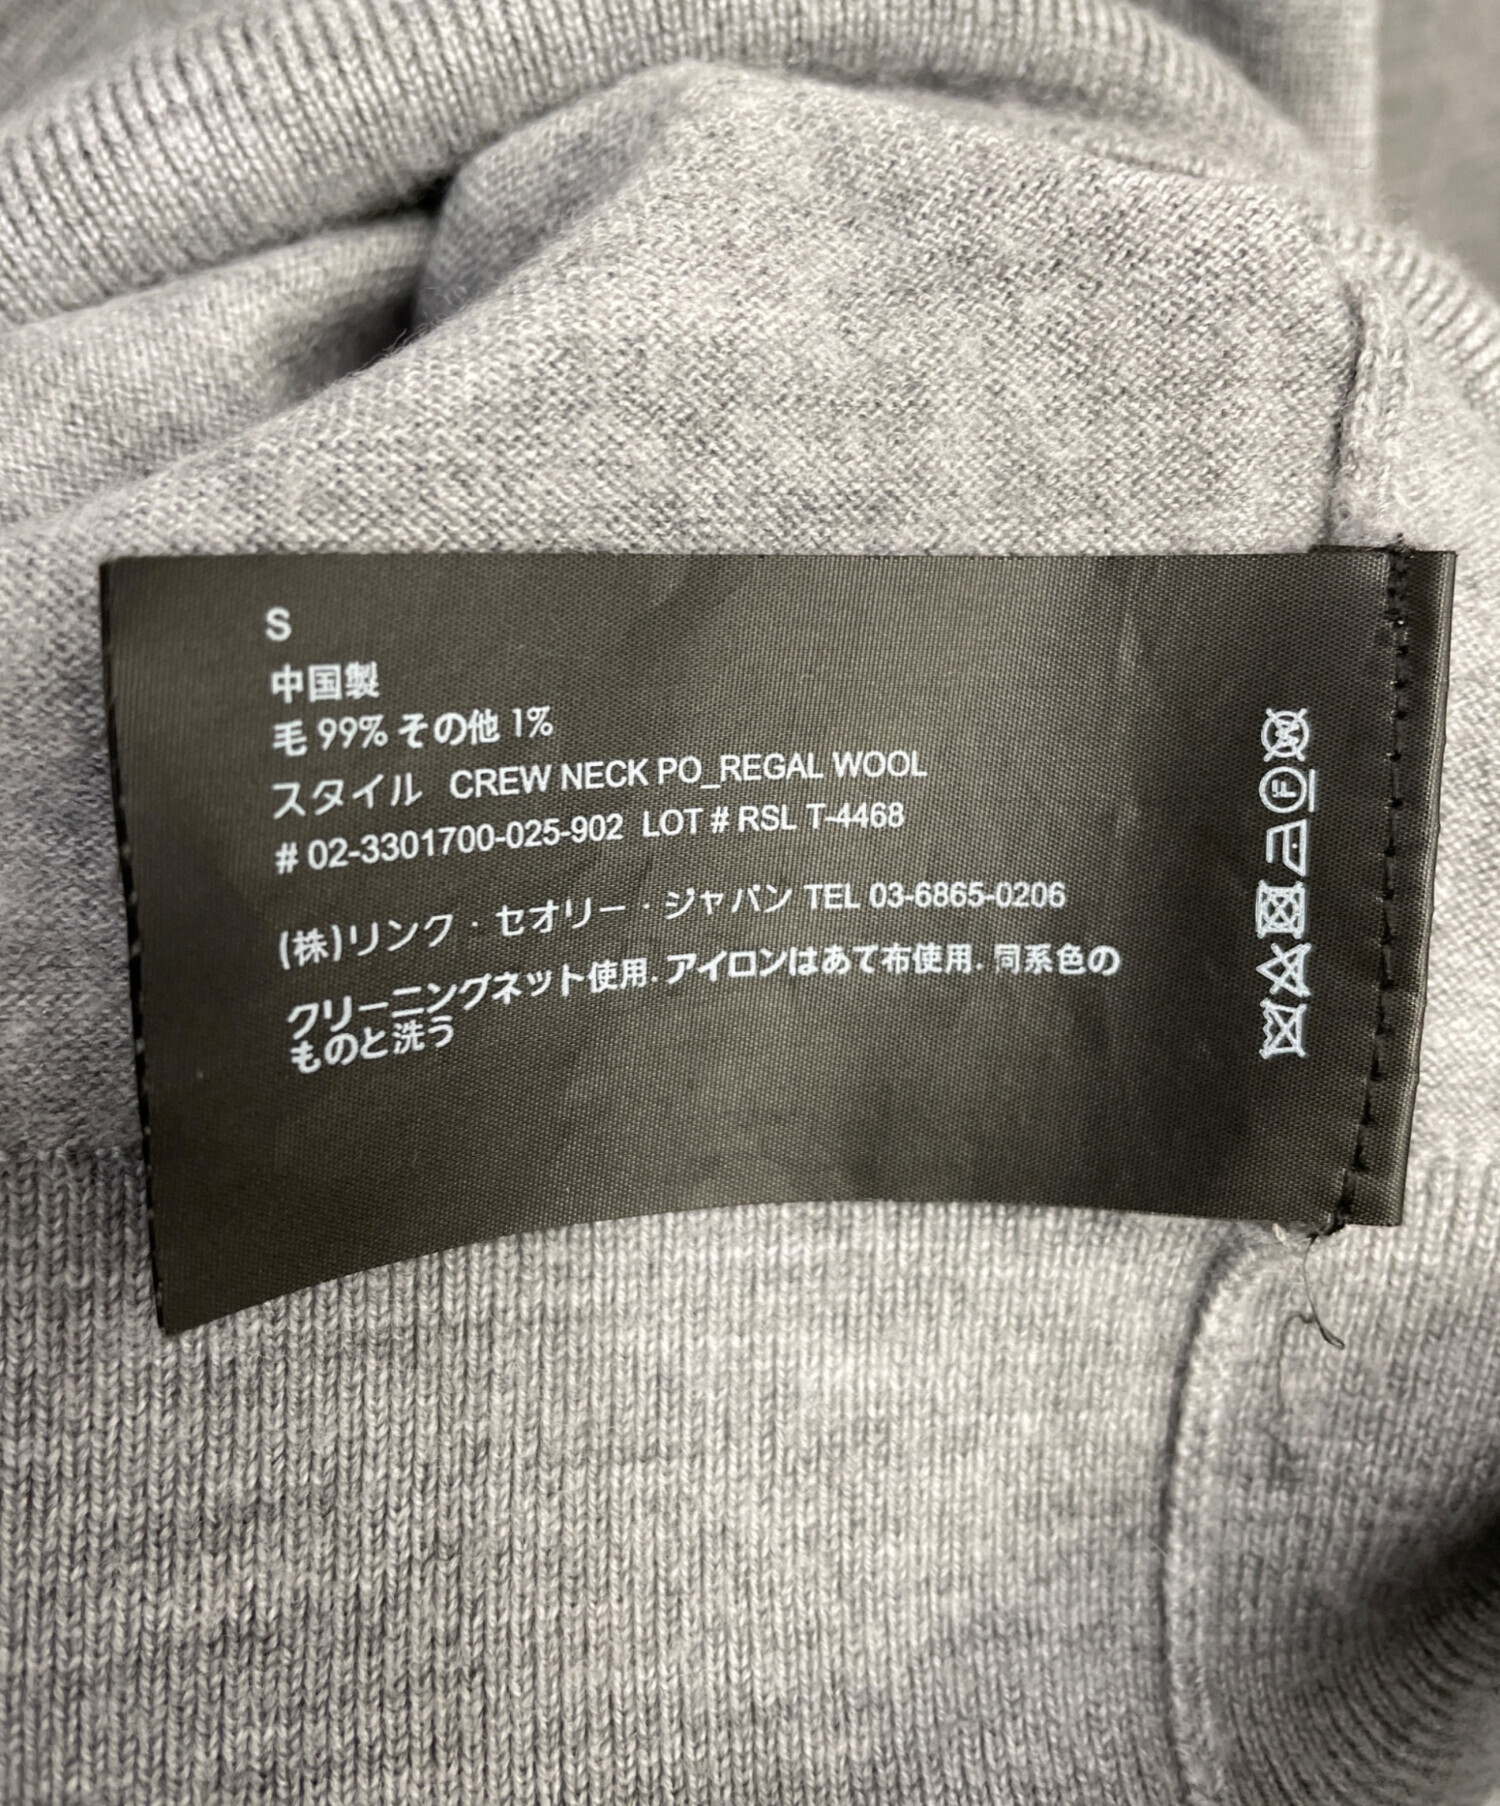 S
中国製
毛 99% その他 1%
スタイル CREW NECK PO_REGAL WOOL
# 02-3301700-025-902 LOT # RSL T-4468
(株)リンク・セオリー・ジャパン TEL 03-6865-0206
クリーニングネット使用. アイロンはあて布使用. 同系色の
ものと洗う
W
F